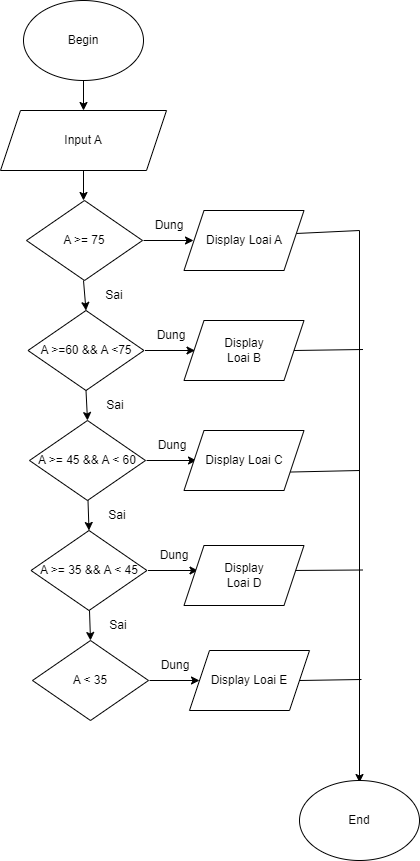 Begin
Input A
Dung
A >= 75
Display Loai A
Sai
Dung
A >=60 && A <75
Display
Loai B
Sai
Dung
A >= 45 && A < 60
Display Loai C
Sai
Dung
A >= 35 && A < 45
Display
Loai D
Sai
Dung
A < 35
Display Loai E
End